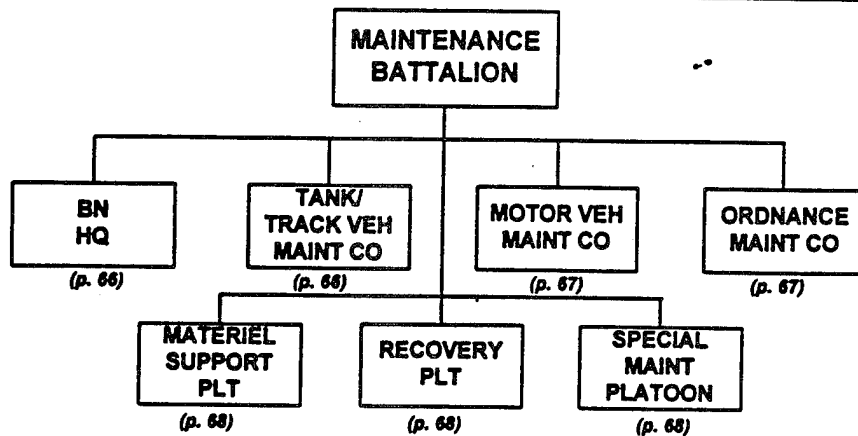 MAINTENANCE
BATTALION
BN
HQ
(p. 66)
TANK/
TRACK VEH
MAINT CO
(p. 66)
MOTOR VEH
MAINT CO
(p. 67)
ORDNANCE
MAINT CO
(p. 67)
MATERIEL
SUPPORT
PLT
(p. 68)
RECOVERY
PLT
(p. 68)
SPECIAL
MAINT
PLATOON
(p. 68)